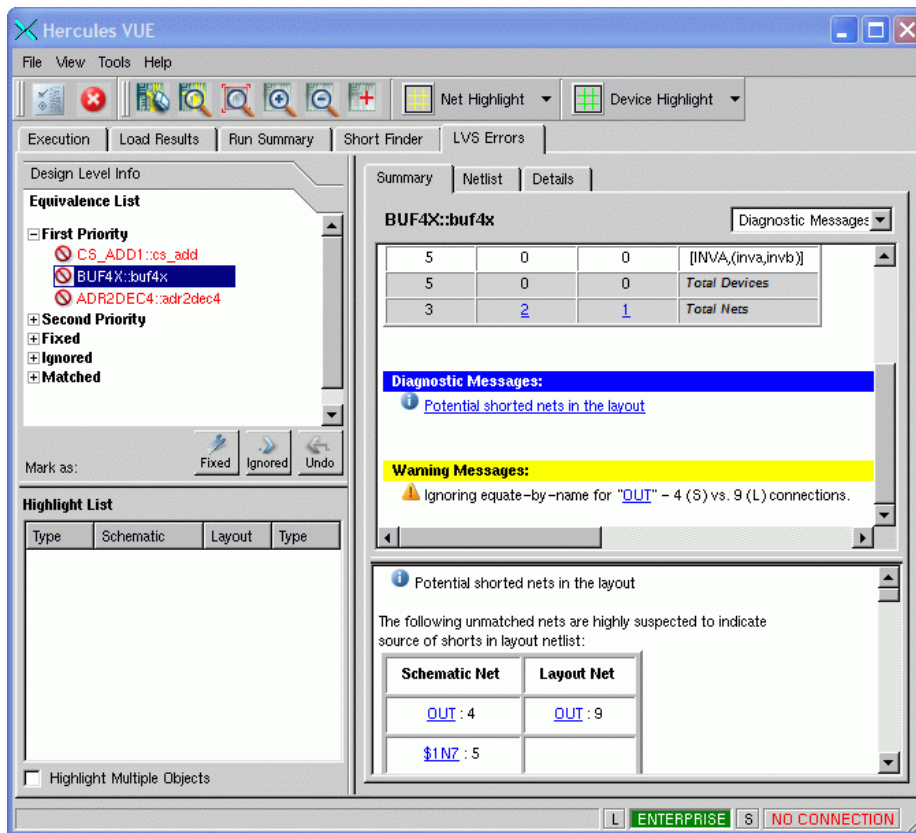 Hercules VUE
File View Tools Help
Net Highlight Device Highlight
Execution Load Results Run Summary Short Finder LVS Errors
Design Level Info
Equivalence List
First Priority
CS_ADD1::cs_add
BUF4X::buf4x
ADR2DEC4::adr2dec4
Second Priority
Fixed
Ignored
Matched
Mark as: Fixed Ignored Undo
Highlight List
Type Schematic Layout Type
Highlight Multiple Objects
Summary Netlist Details
BUF4X::buf4x Diagnostic Messages
5 0 0 [INVA,(inva,invb)]
5 0 0 Total Devices
3 2 1 Total Nets
Diagnostic Messages:
Potential shorted nets in the layout
Warning Messages:
Ignoring equate-by-name for "OUT" - 4 (S) vs. 9 (L) connections.
Potential shorted nets in the layout
The following unmatched nets are highly suspected to indicate
source of shorts in layout netlist:
Schematic Net Layout Net
OUT : 4 OUT : 9
$1N7 : 5
L ENTERPRISE S NO CONNECTION